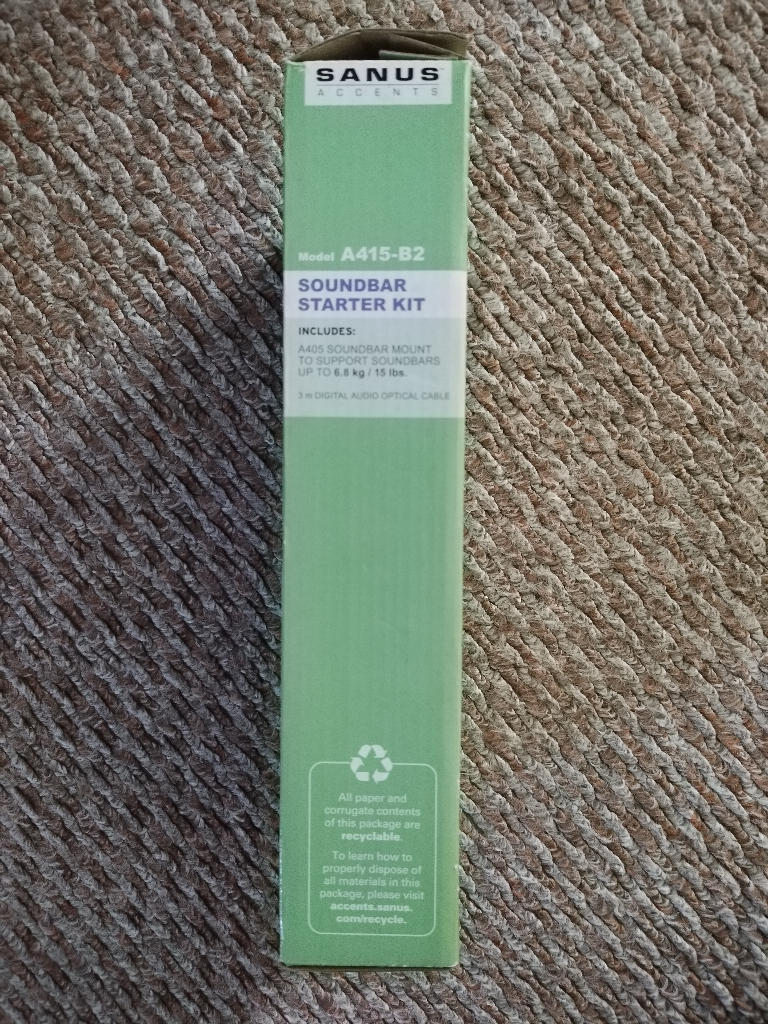 SANUS™
ACCENTS
Model A415-B2
SOUNDBAR
STARTER KIT
INCLUDES:
A405 SOUNDBAR MOUNT
TO SUPPORT SOUNDBARS
UP TO 6.8 kg / 15 lbs.
3 m DIGITAL AUDIO OPTICAL CABLE
All paper and
corrugate contents
of this package are
recyclable.
To learn how to
properly dispose of
all materials in this
package, please visit
accents.sanus.
com/recycle.